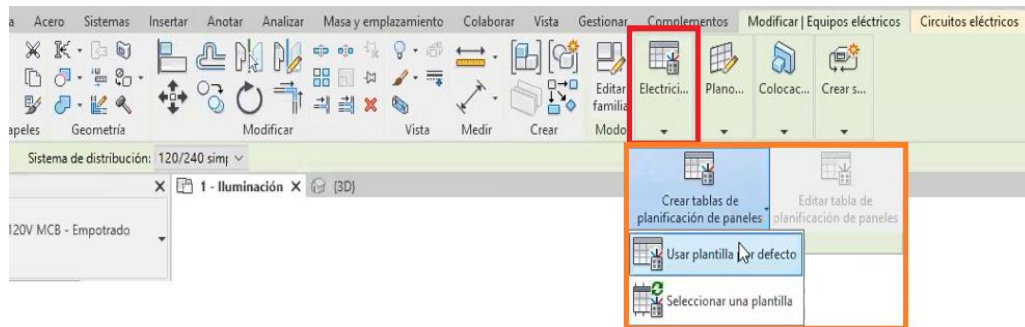 a Acero Sistemas Insertar Anotar Analizar Masa y emplazamiento Colaborar Vista Gestionar Complementos Modificar | Equipos eléctricos Circuitos eléctricos
Editar familia Electrici... Plano... Colocac... Crear s...
apeles Geometría Modificar Vista Medir Crear Modo
Sistema de distribución: 120/240 simp
1 - Iluminación {3D}
120V MCB - Empotrado
Crear tablas de planificación de paneles
Editar tabla de planificación de paneles
Usar plantilla por defecto
Seleccionar una plantilla